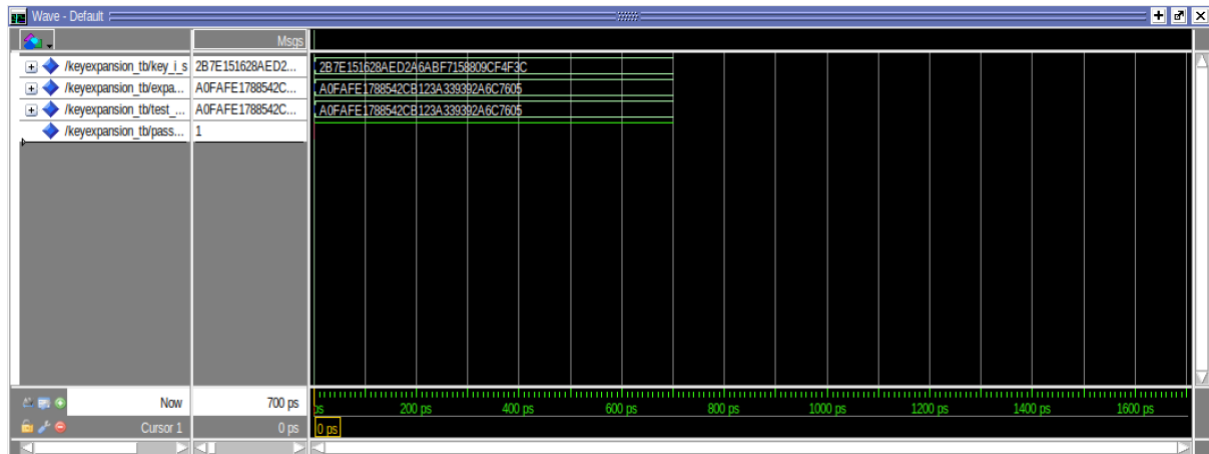 Wave - Default
Msgs
/keyexpansion_tb/key_i_s 2B7E151628AED2... 2B7E151628AED2A6ABF7158809CF4F3C
/keyexpansion_tb/expa... A0FAFE1788542C... A0FAFE1788542CB123A339392A6C7605
/keyexpansion_tb/test_... A0FAFE1788542C... A0FAFE1788542CB123A339392A6C7605
/keyexpansion_tb/pass... 1
Now 700 ps ps 200 ps 400 ps 600 ps 800 ps 1000 ps 1200 ps 1400 ps 1600 ps
Cursor 1 0 ps 0 ps